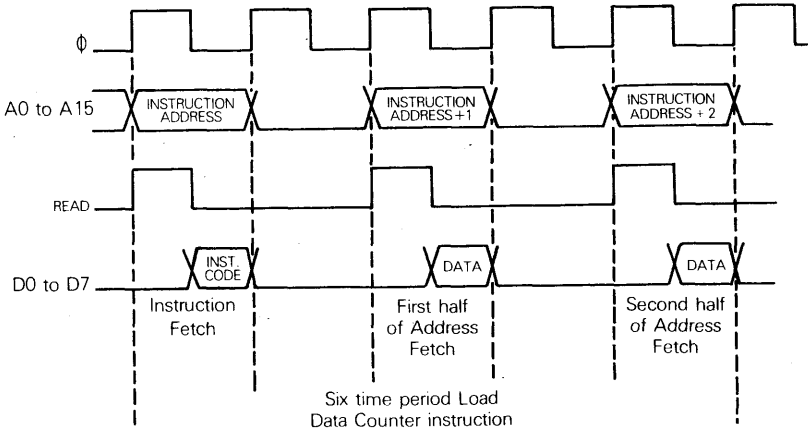 Φ
A0 to A15
INSTRUCTION
ADDRESS
INSTRUCTION
ADDRESS+1
INSTRUCTION
ADDRESS + 2
READ
D0 to D7
INST.
CODE
DATA
DATA
Instruction
Fetch
First half
of Address
Fetch
Second half
of Address
Fetch
Six time period Load
Data Counter instruction